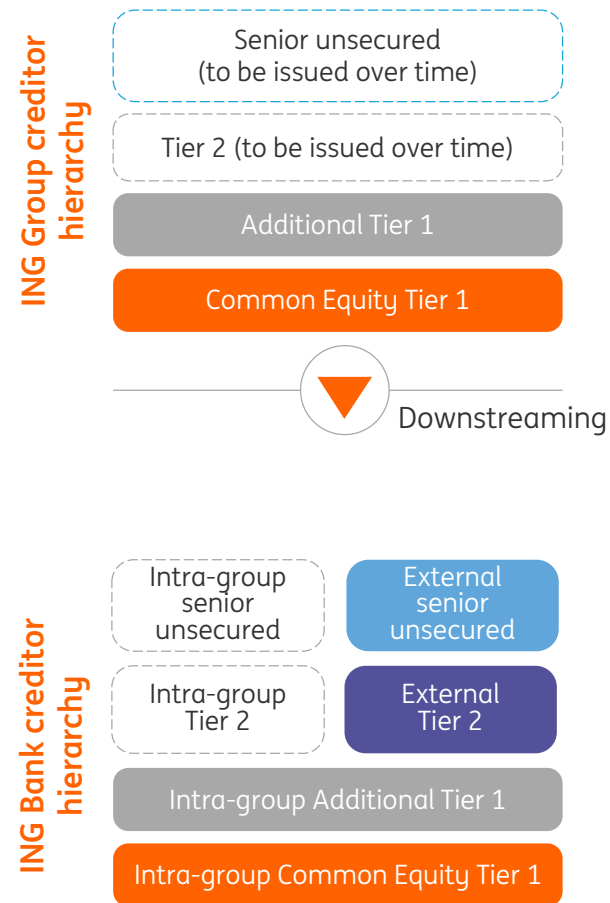 ING Group creditor
hierarchy
Senior unsecured
(to be issued over time)
Tier 2 (to be issued over time)
Additional Tier 1
Common Equity Tier 1
Downstreaming
ING Bank creditor
hierarchy
Intra-group
senior
unsecured
External
senior
unsecured
Intra-group
Tier 2
External
Tier 2
Intra-group Additional Tier 1
Intra-group Common Equity Tier 1